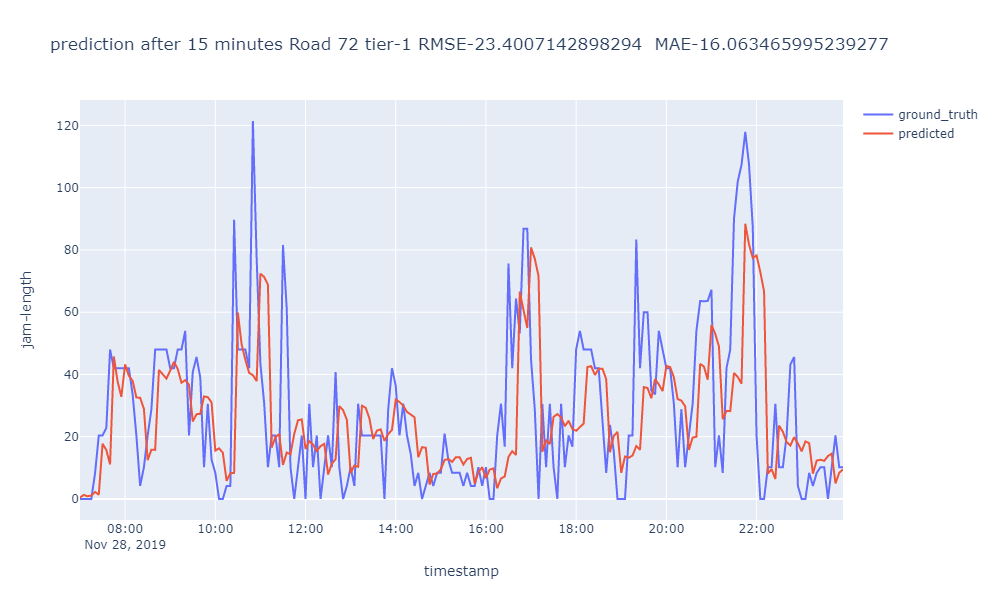 prediction after 15 minutes Road 72 tier-1 RMSE-23.4007142898294  MAE-16.063465995239277
ground_truth
predicted
jam-length
120
100
80
60
40
20
0
08:00 10:00 12:00 14:00 16:00 18:00 20:00 22:00
Nov 28, 2019
timestamp